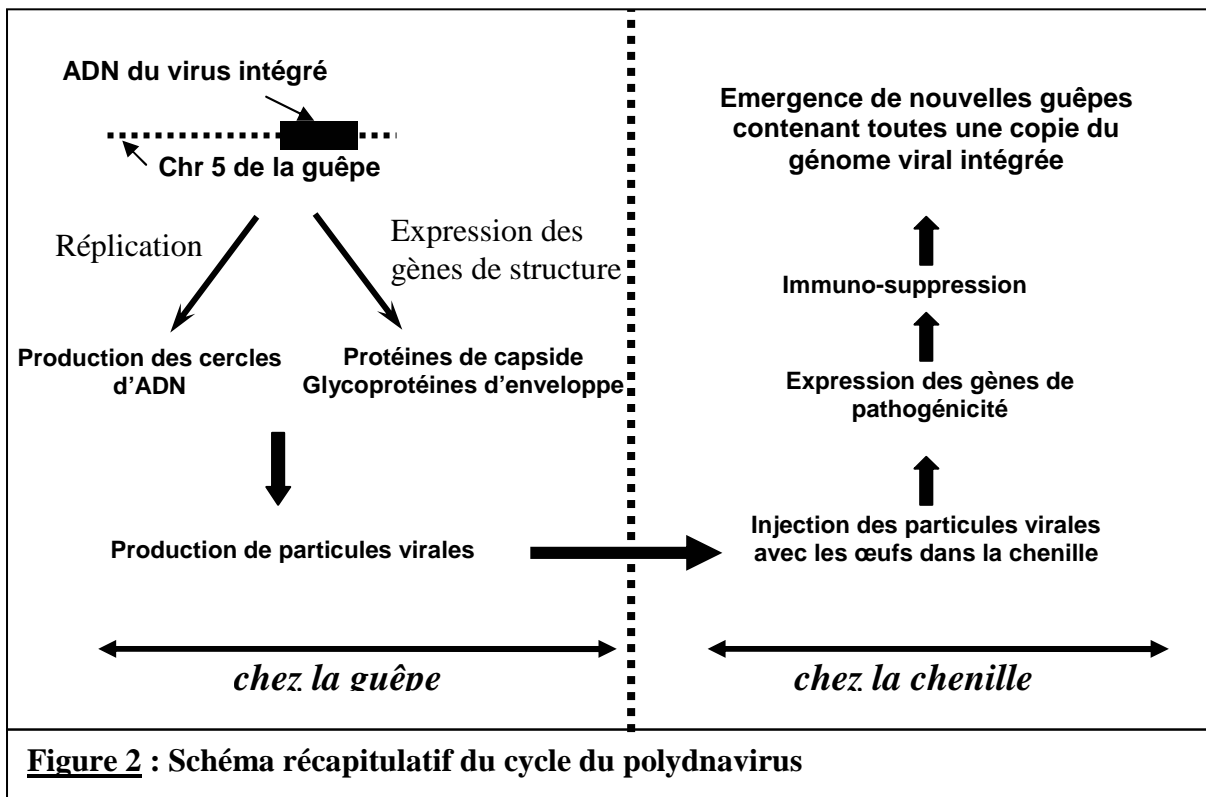 ADN du virus intégré
Chr 5 de la guêpe
Réplication
Expression des
gènes de structure
Production des cercles
d'ADN
Protéines de capside
Glycoprotéines d'enveloppe
Production de particules virales
chez la guêpe
Emergence de nouvelles guêpes
contenant toutes une copie du
génome viral intégrée
Immuno-suppression
Expression des gènes de
pathogénicité
Injection des particules virales
avec les œufs dans la chenille
chez la chenille
Figure 2 : Schéma récapitulatif du cycle du polydnavirus